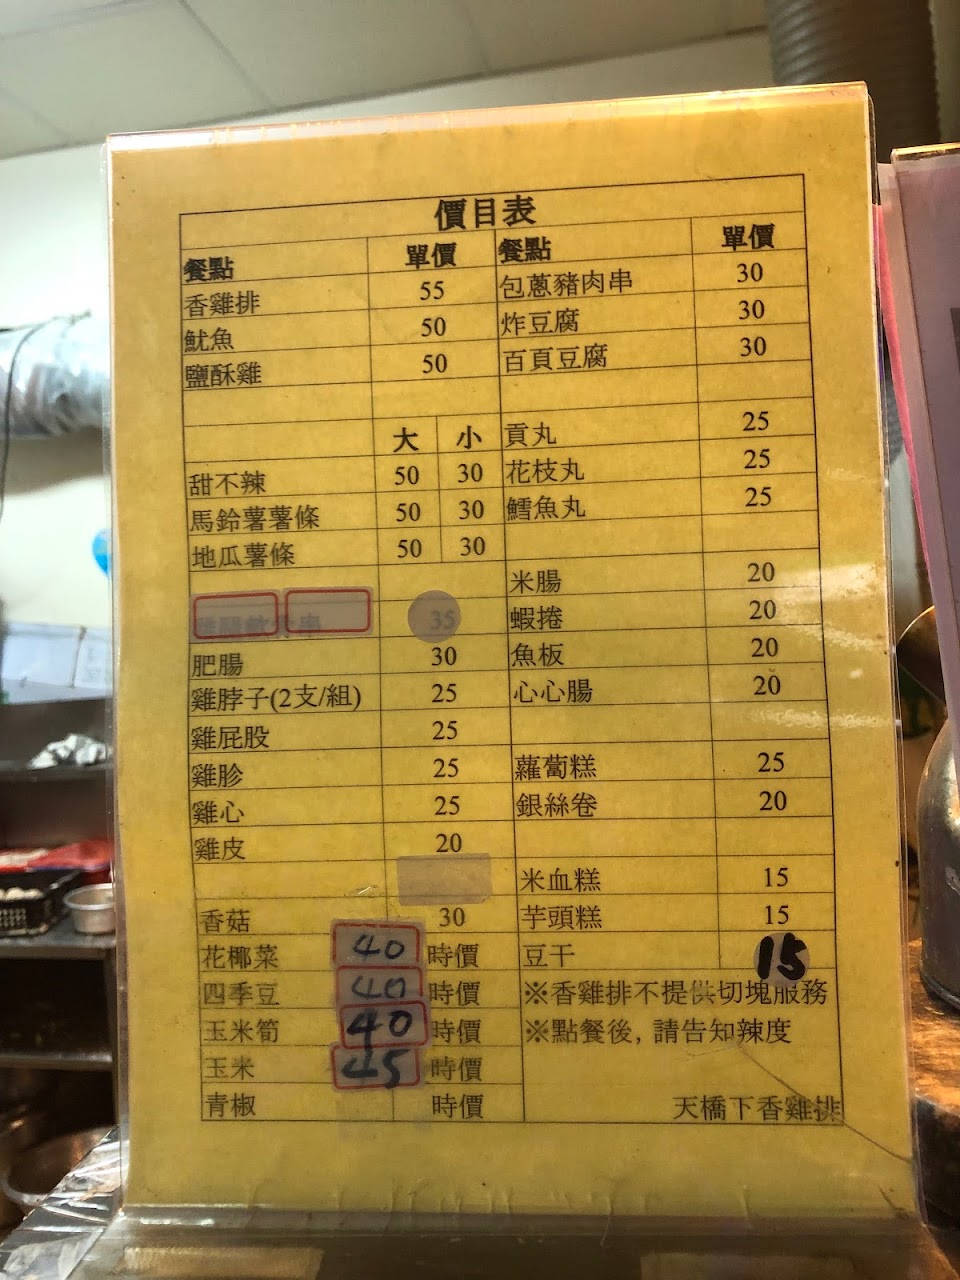 價目表
餐點 單價
香雞排 55
魷魚 50
鹽酥雞 50
大 小
甜不辣 50 30
馬鈴薯薯條 50 30
地瓜薯條 50 30
35
肥腸 30
雞脖子(2支/組) 25
雞屁股 25
雞胗 25
雞心 25
雞皮 20
香菇 30
花椰菜 40 時價
四季豆 40 時價
玉米筍 40 時價
玉米 45 時價
青椒 時價
餐點 單價
包蔥豬肉串 30
炸豆腐 30
百頁豆腐 30
貢丸 25
花枝丸 25
鱈魚丸 25
米腸 20
蝦捲 20
魚板 20
心心腸 20
蘿蔔糕 25
銀絲卷 20
米血糕 15
芋頭糕 15
豆干 15
※香雞排不提供切塊服務
※點餐後, 請告知辣度
天橋下香雞排